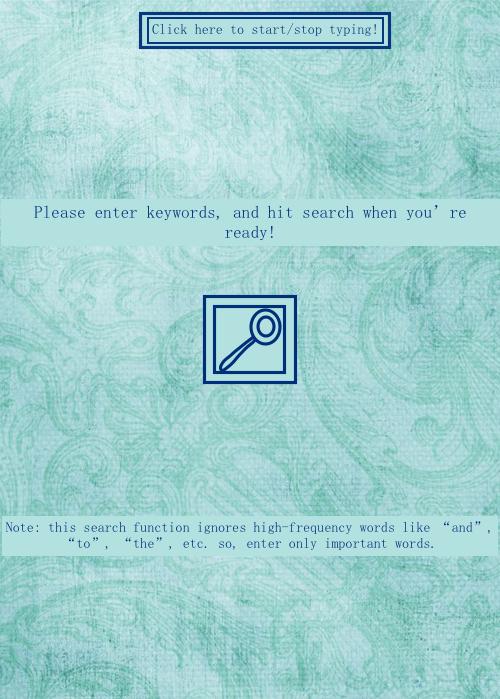 Click here to start/stop typing!
Please enter keywords, and hit search when you’re
ready!
Note: this search function ignores high-frequency words like “and”,
“to”, “the”, etc. so, enter only important words.